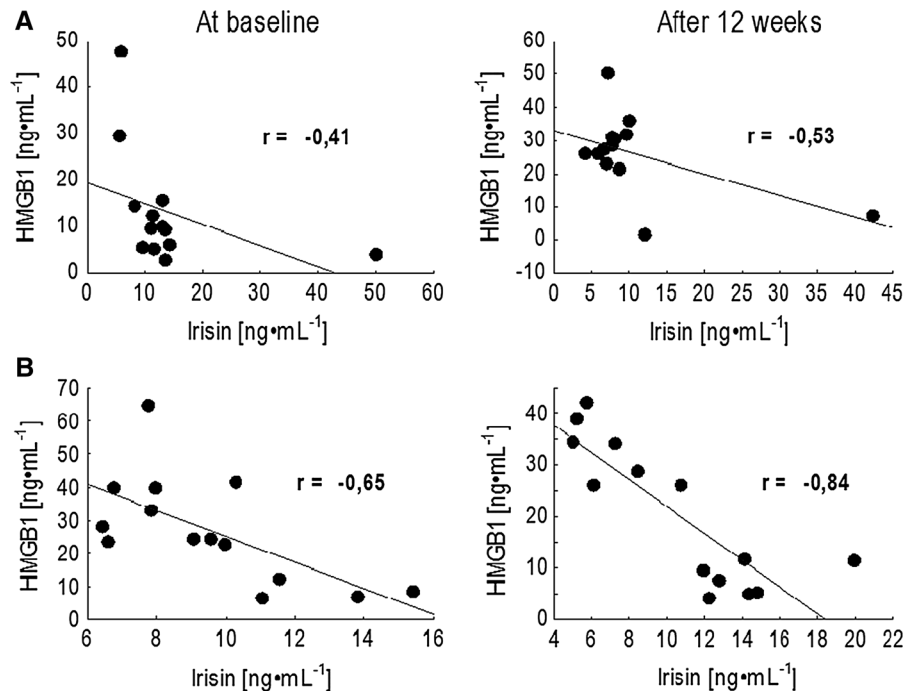 A
At baseline
After 12 weeks
HMGB1 [ng•mL⁻¹]
50
40
30
20
10
0
r = -0,41
0 10 20 30 40 50 60
Irisin [ng•mL⁻¹]
HMGB1 [ng•mL⁻¹]
60
50
40
30
20
10
0
-10
r = -0,53
0 5 10 15 20 25 30 35 40 45
Irisin [ng•mL⁻¹]
B
HMGB1 [ng•mL⁻¹]
70
60
50
40
30
20
10
0
r = -0,65
6 8 10 12 14 16
Irisin [ng•mL⁻¹]
HMGB1 [ng•mL⁻¹]
40
30
20
10
0
r = -0,84
4 6 8 10 12 14 16 18 20 22
Irisin [ng•mL⁻¹]